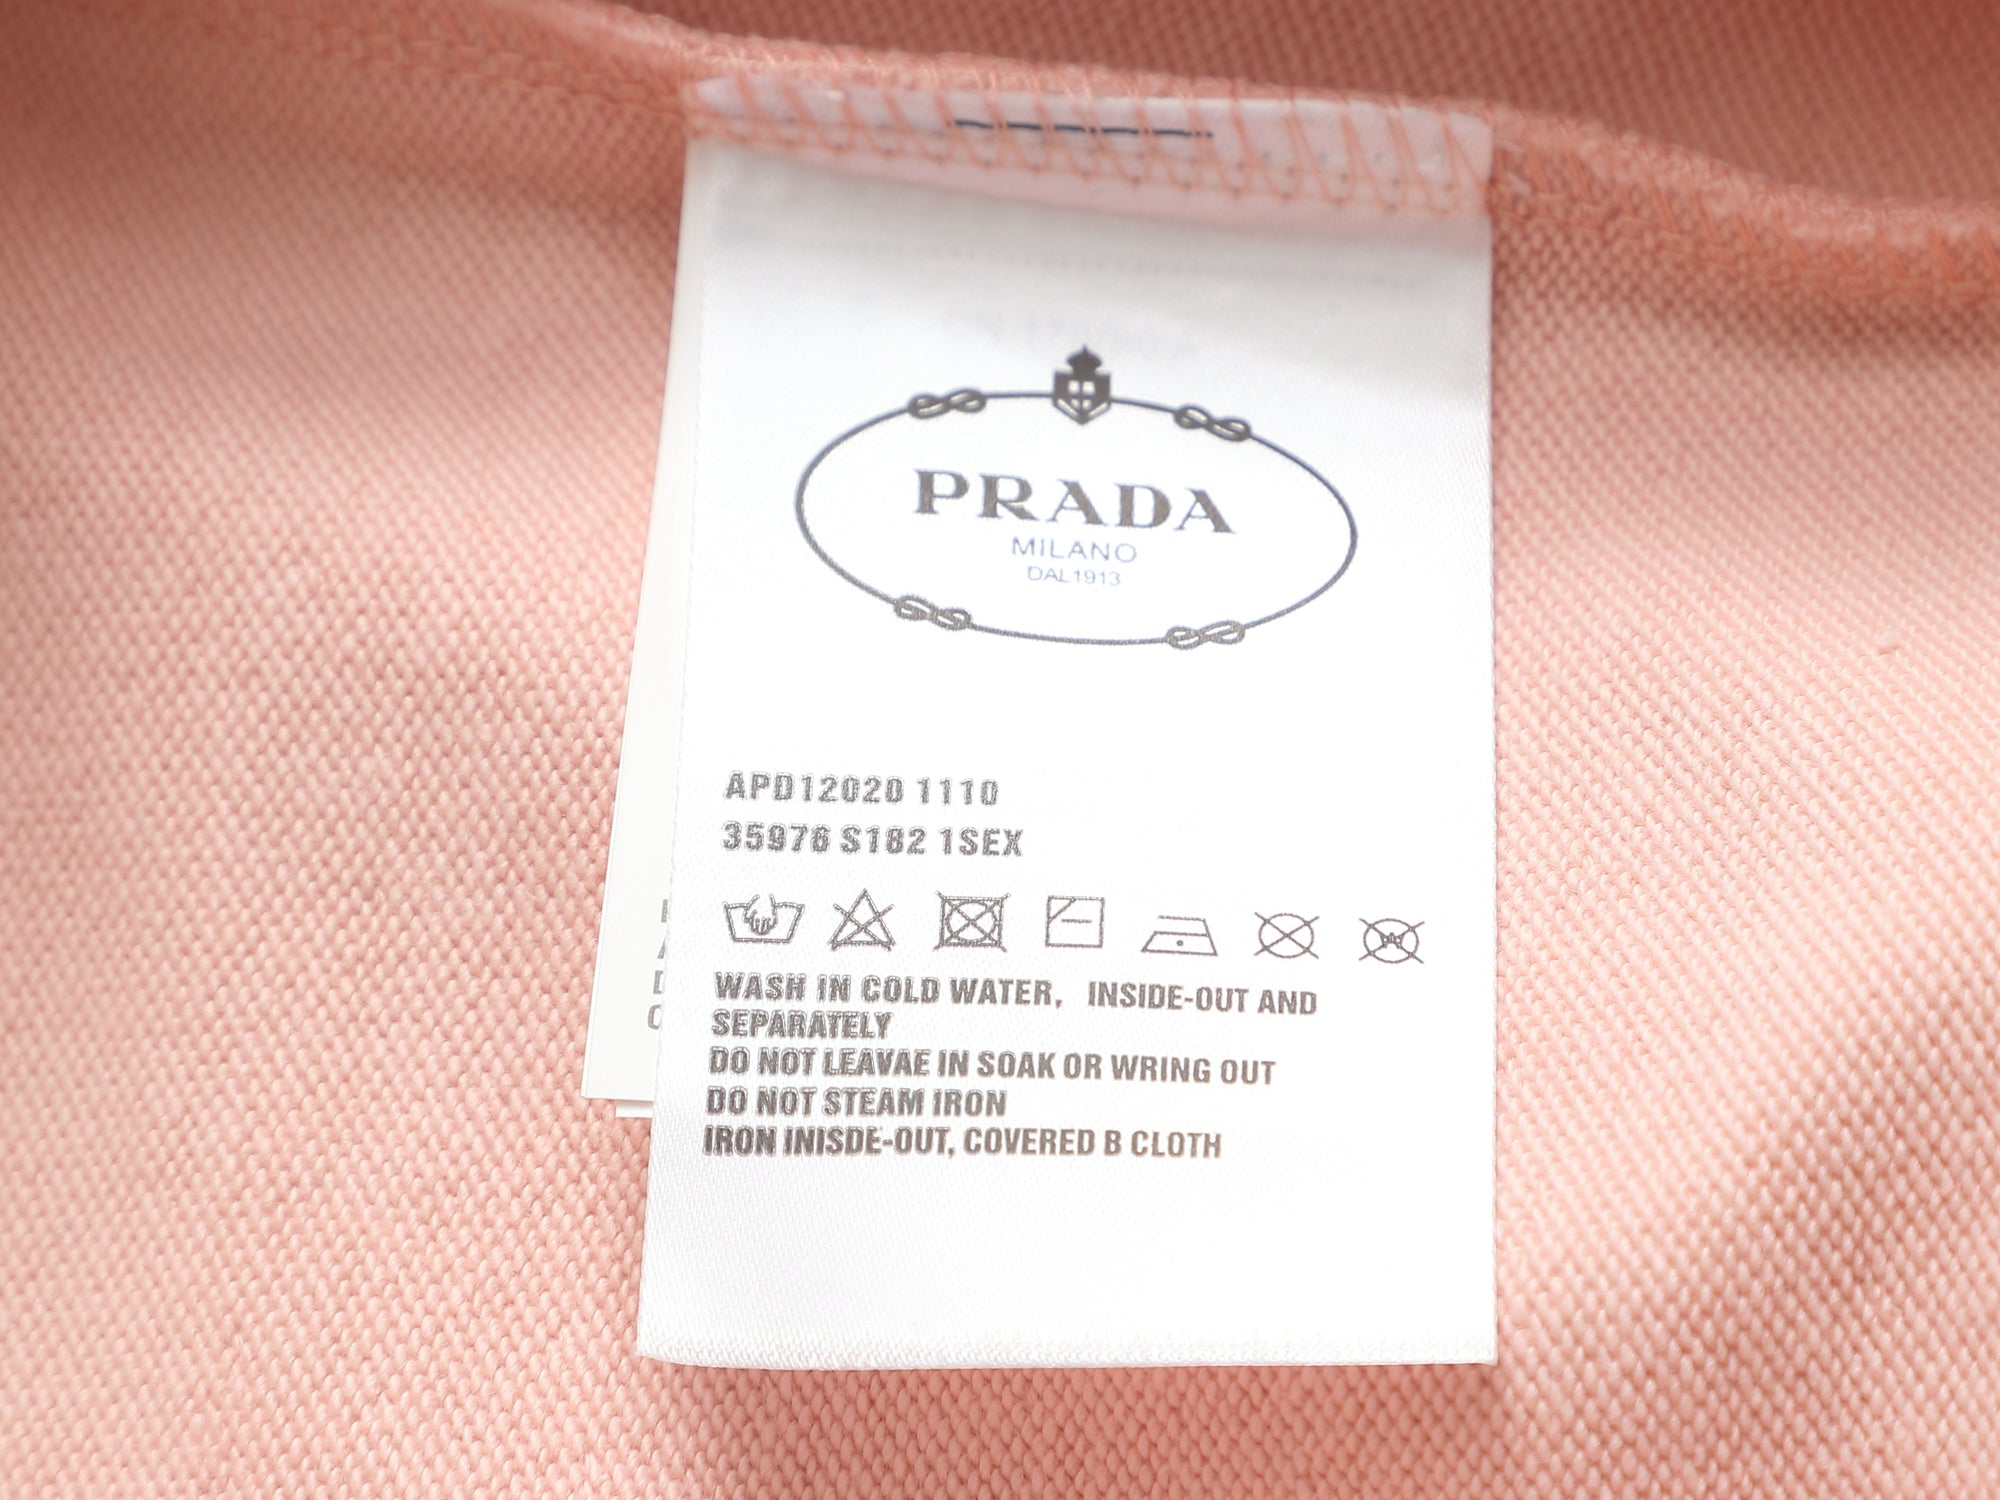 PRADA
MILANO
DAL1913
APD12020 1110
35976 S182 1SEX
WASH IN COLD WATER, INSIDE-OUT AND
SEPARATELY
DO NOT LEAVAE IN SOAK OR WRING OUT
DO NOT STEAM IRON
IRON INISDE-OUT, COVERED B CLOTH